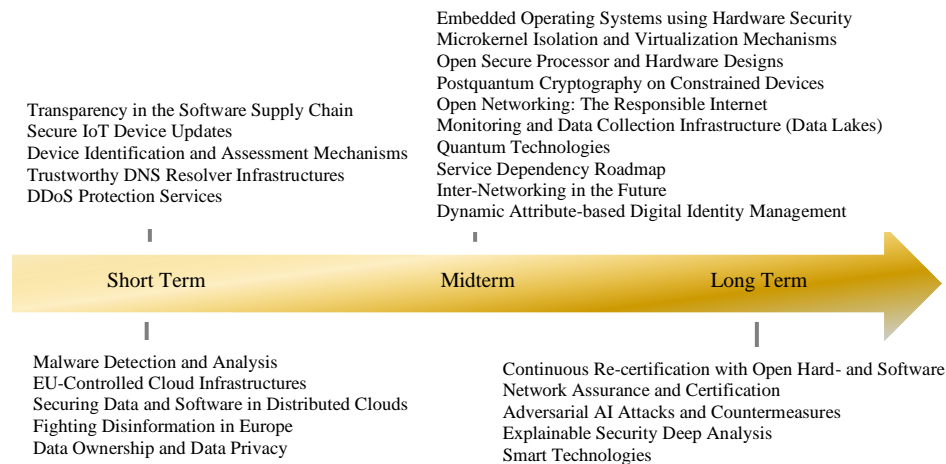 Embedded Operating Systems using Hardware Security
Microkernel Isolation and Virtualization Mechanisms
Open Secure Processor and Hardware Designs
Postquantum Cryptography on Constrained Devices
Open Networking: The Responsible Internet
Monitoring and Data Collection Infrastructure (Data Lakes)
Quantum Technologies
Service Dependency Roadmap
Inter-Networking in the Future
Dynamic Attribute-based Digital Identity Management
Transparency in the Software Supply Chain
Secure IoT Device Updates
Device Identification and Assessment Mechanisms
Trustworthy DNS Resolver Infrastructures
DDoS Protection Services
Short Term
Midterm
Long Term
Malware Detection and Analysis
EU-Controlled Cloud Infrastructures
Securing Data and Software in Distributed Clouds
Fighting Disinformation in Europe
Data Ownership and Data Privacy
Continuous Re-certification with Open Hard- and Software
Network Assurance and Certification
Adversarial AI Attacks and Countermeasures
Explainable Security Deep Analysis
Smart Technologies